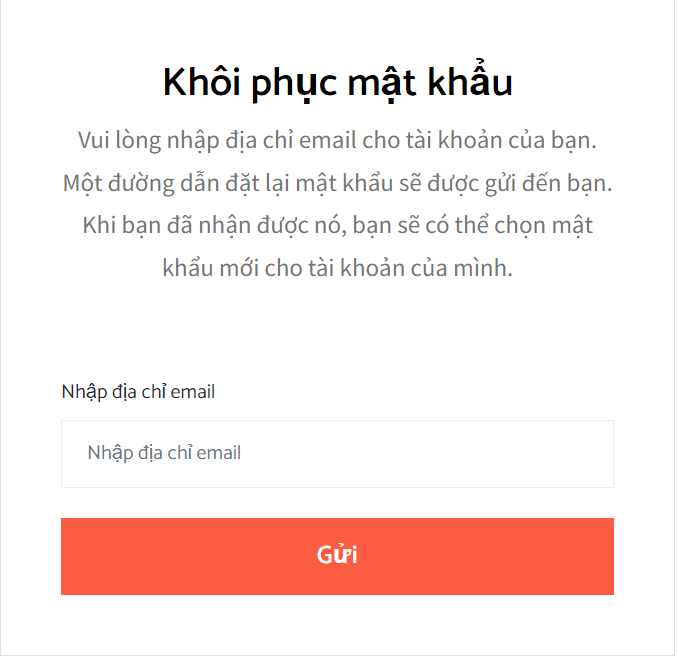 Khôi phục mật khẩu
Vui lòng nhập địa chỉ email cho tài khoản của bạn.
Một đường dẫn đặt lại mật khẩu sẽ được gửi đến bạn.
Khi bạn đã nhận được nó, bạn sẽ có thể chọn mật
khẩu mới cho tài khoản của mình.
Nhập địa chỉ email
Nhập địa chỉ email
Gửi